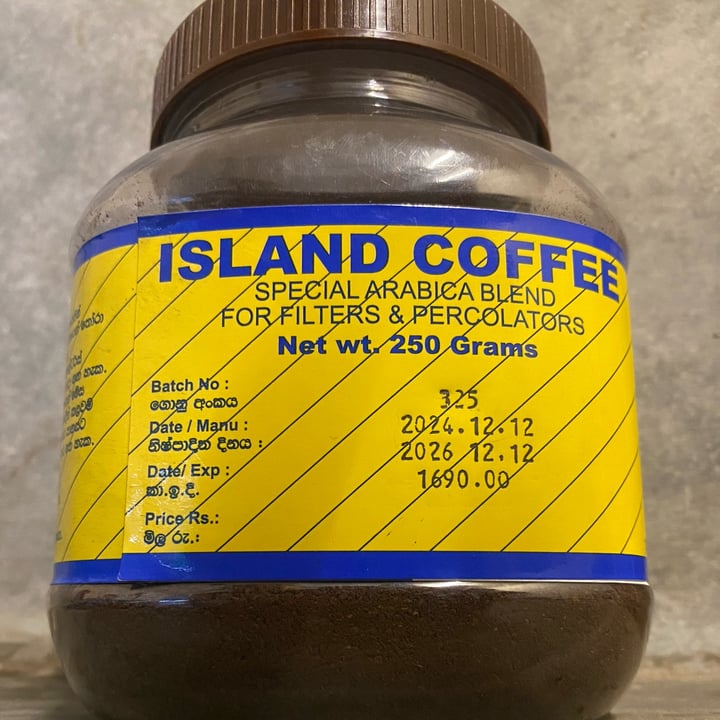 ISLAND COFFEE
SPECIAL ARABICA BLEND
FOR FILTERS & PERCOLATORS
Net wt. 250 Grams
Batch No :
ගොනු අංකය
325
Date / Manu :
නිෂ්පාදිත දිනය :
2024.12.12
Date/ Exp :
කා.ඉ.දි.
2026 12.12
Price Rs.:
මිල රු.:
1690.00